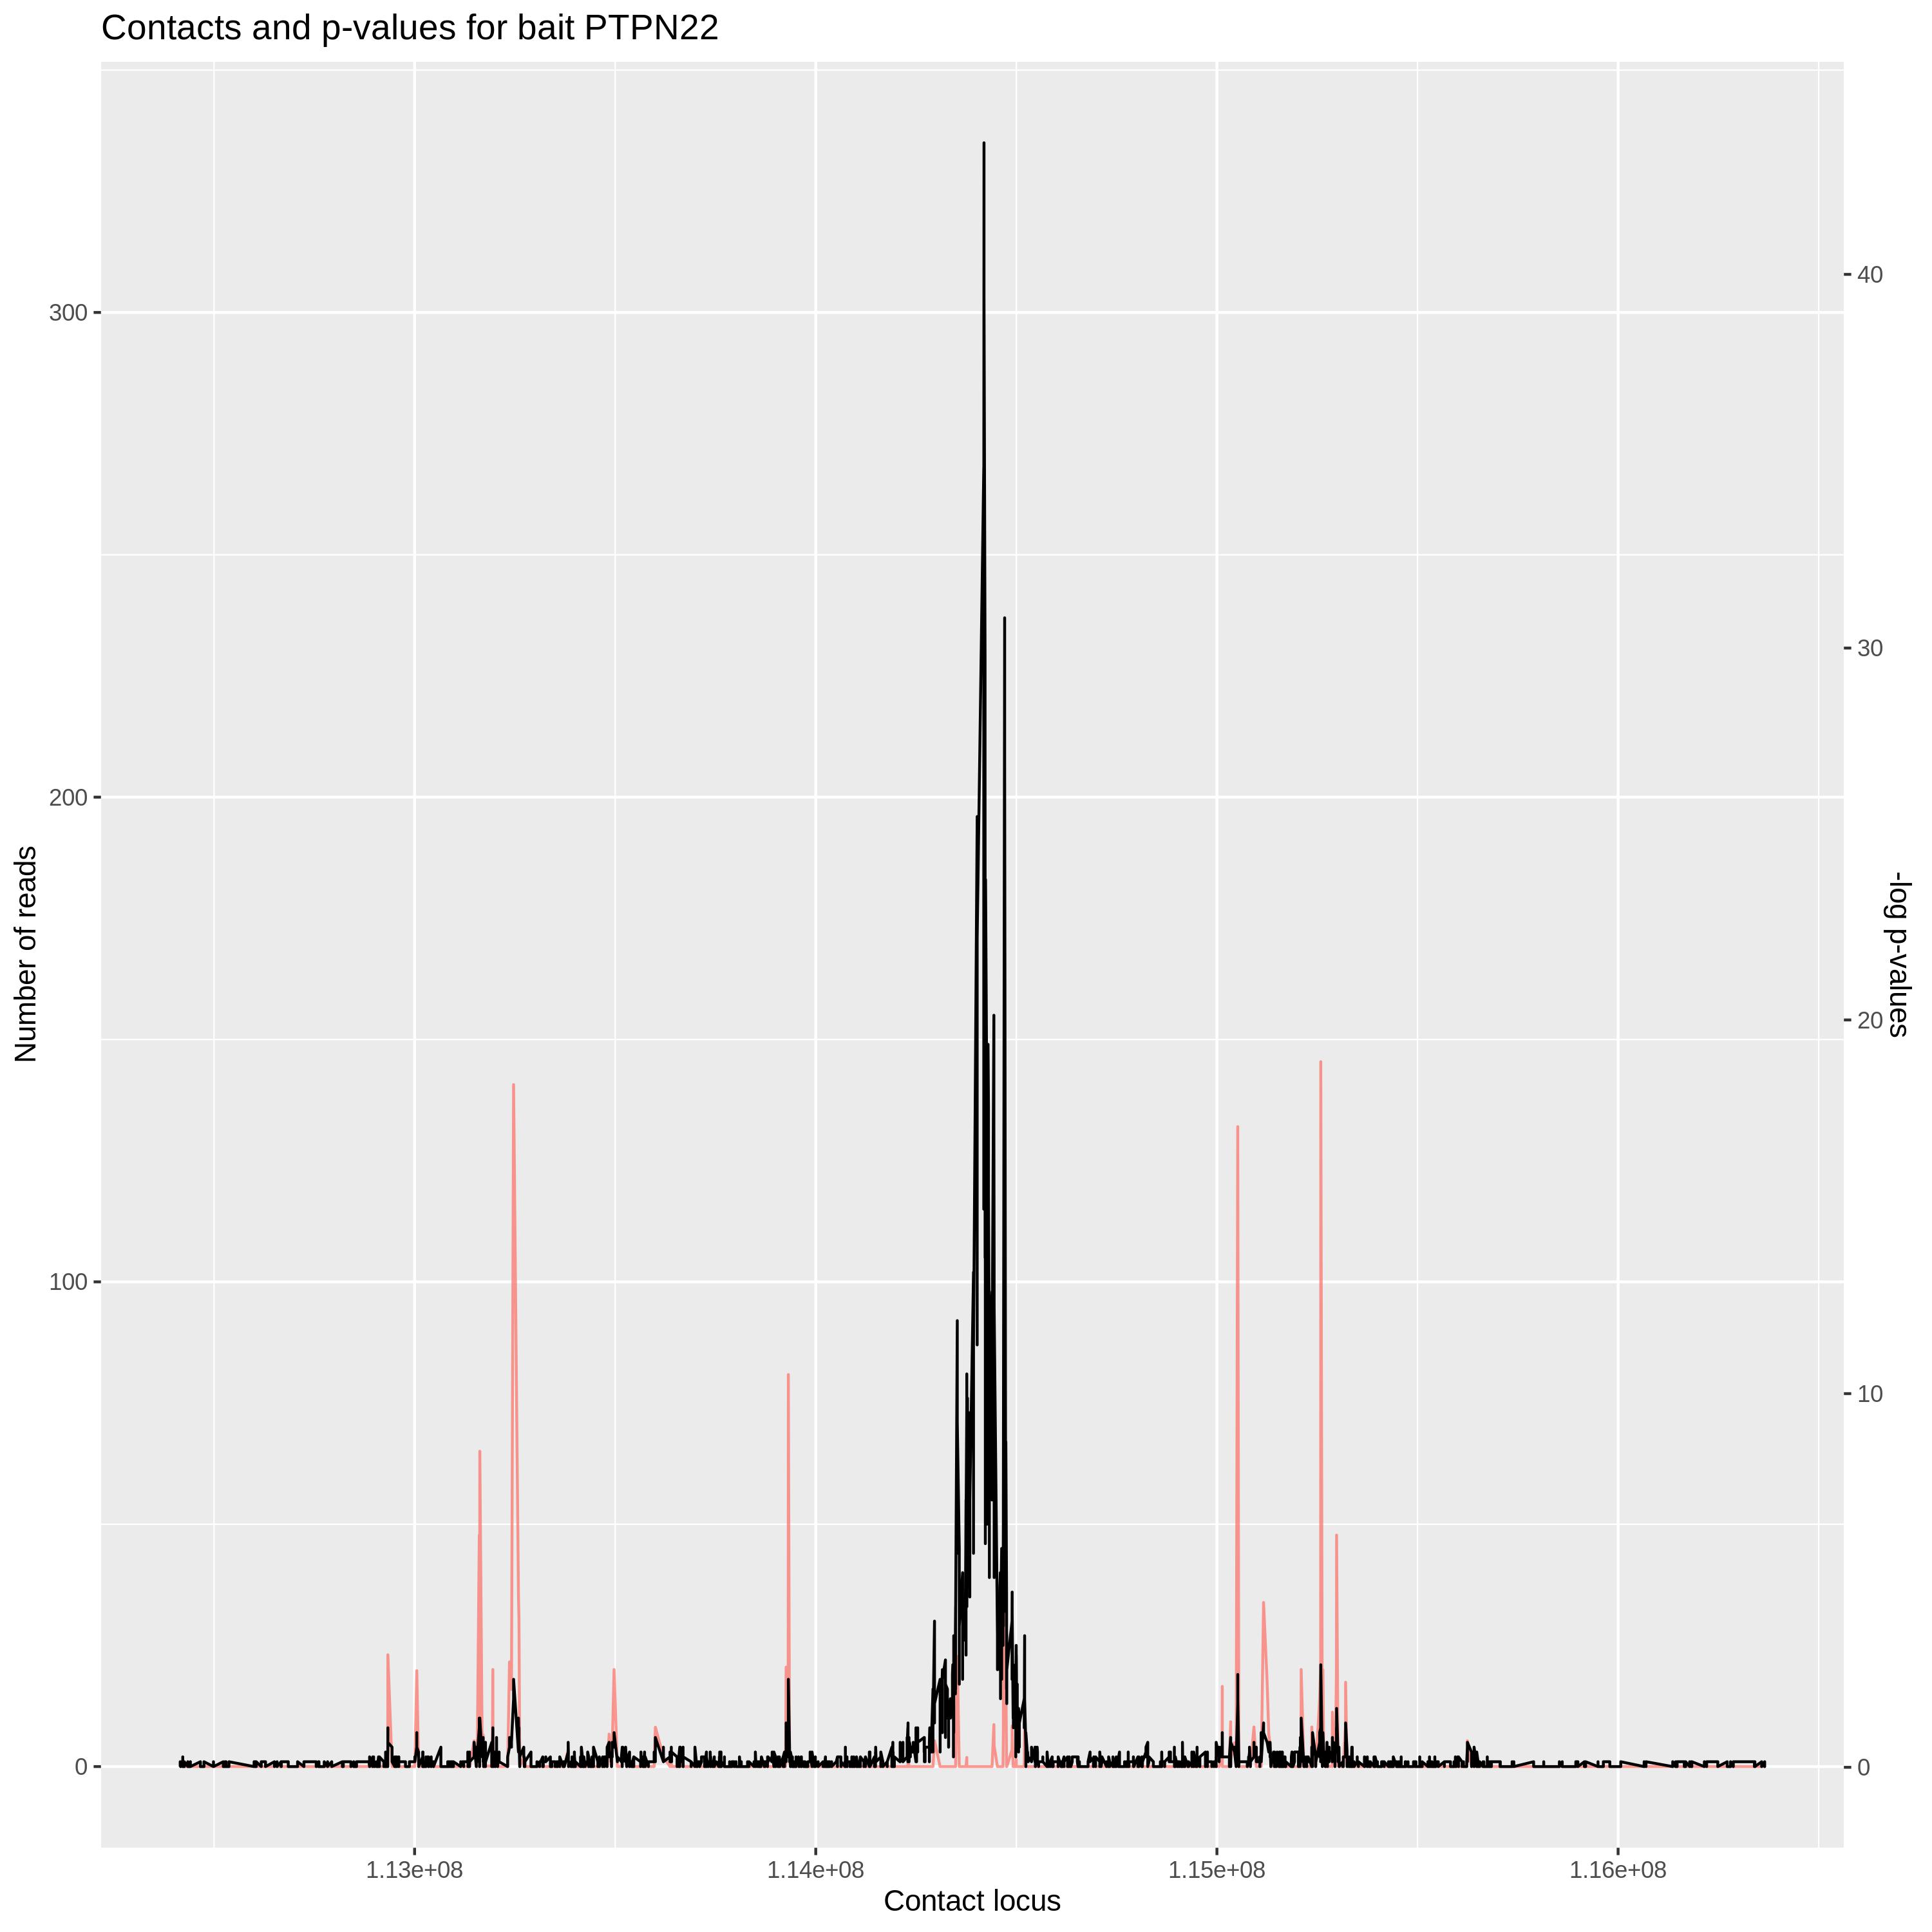 Contacts and p-values for bait PTPN22
300
200
100
0
Number of reads
40
30
20
10
0
-log p-values
1.13e+08
1.14e+08
1.15e+08
1.16e+08
Contact locus